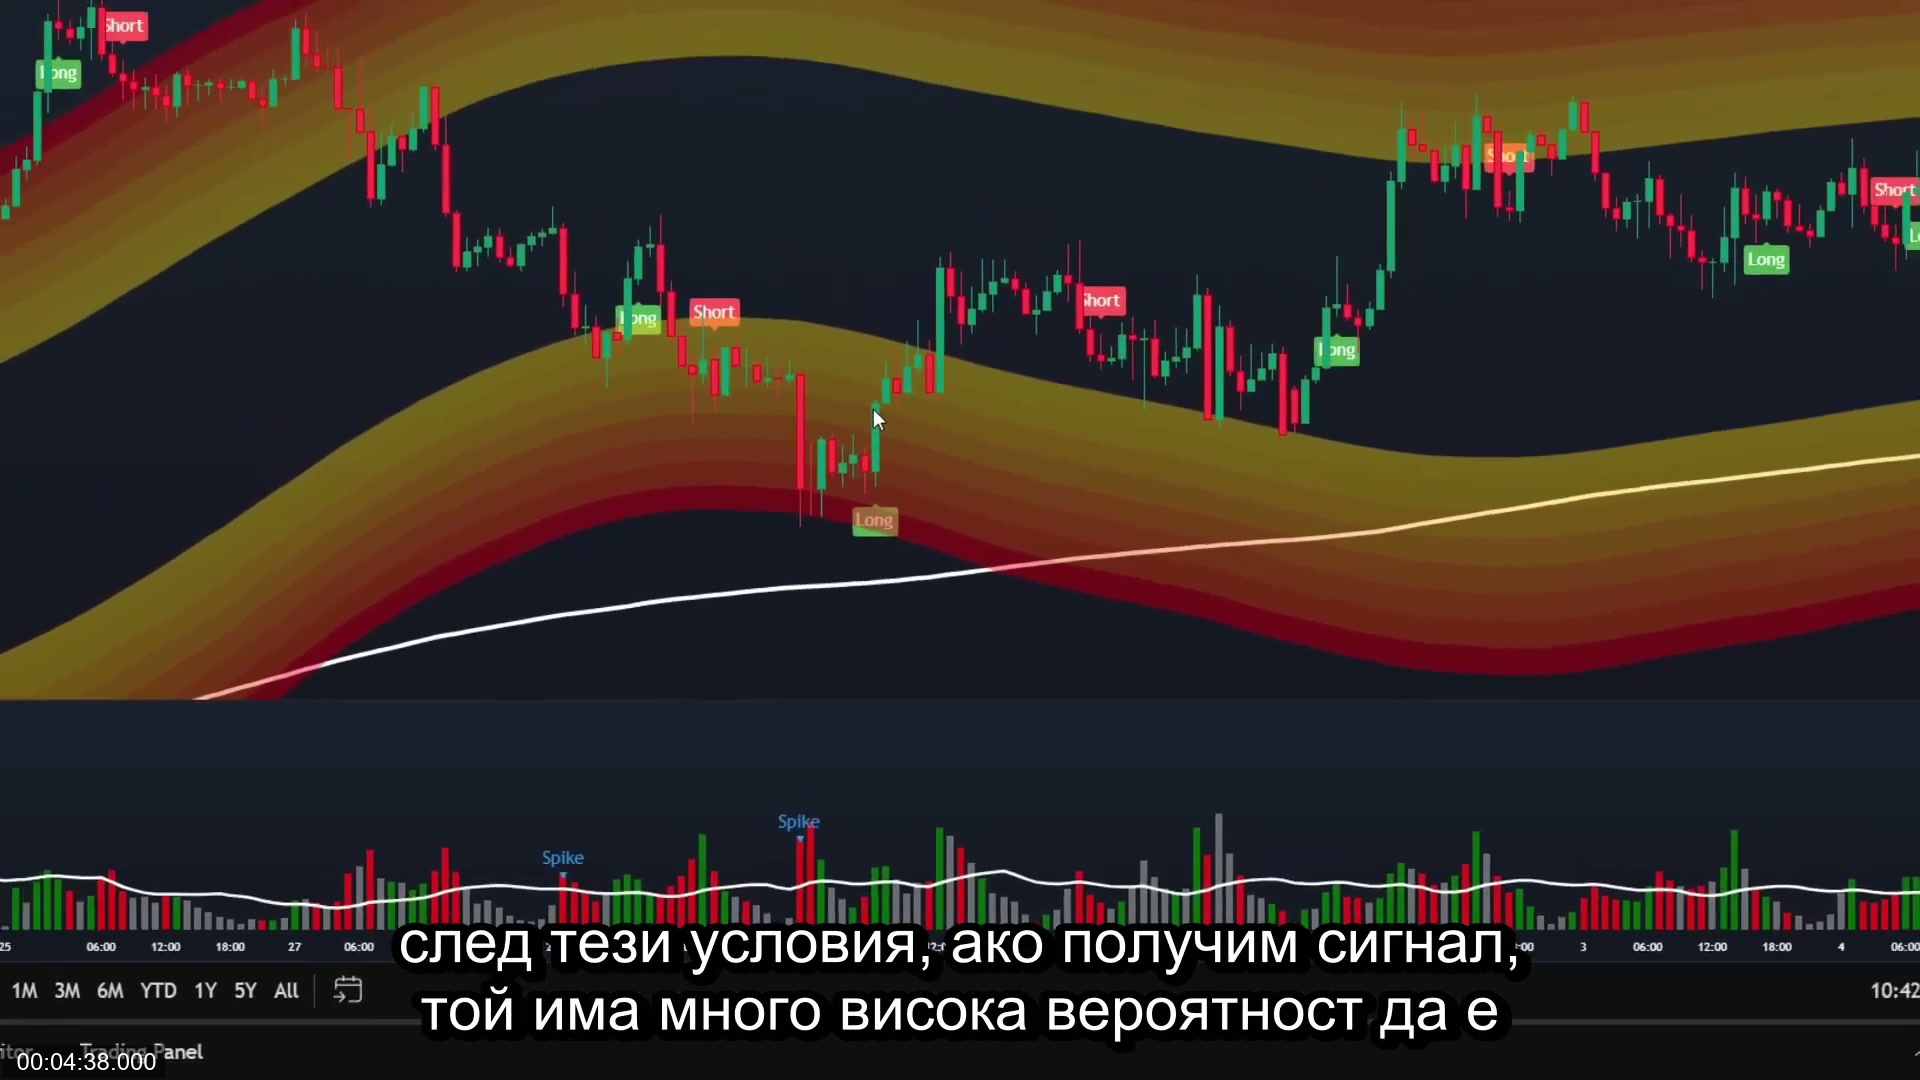 Short
Long
Short
Short
Long
Long
Short
Short
Long
Short
Long
Long
Spike
Spike
25 06:00 12:00 18:00 27 06:00 3 06:00 12:00 18:00 4 06:00
след тези условия, ако получим сигнал,
1M 3M 6M YTD 1Y 5Y All 10:42
той има много висока вероятност да е
Trading Panel
00:04:38.000